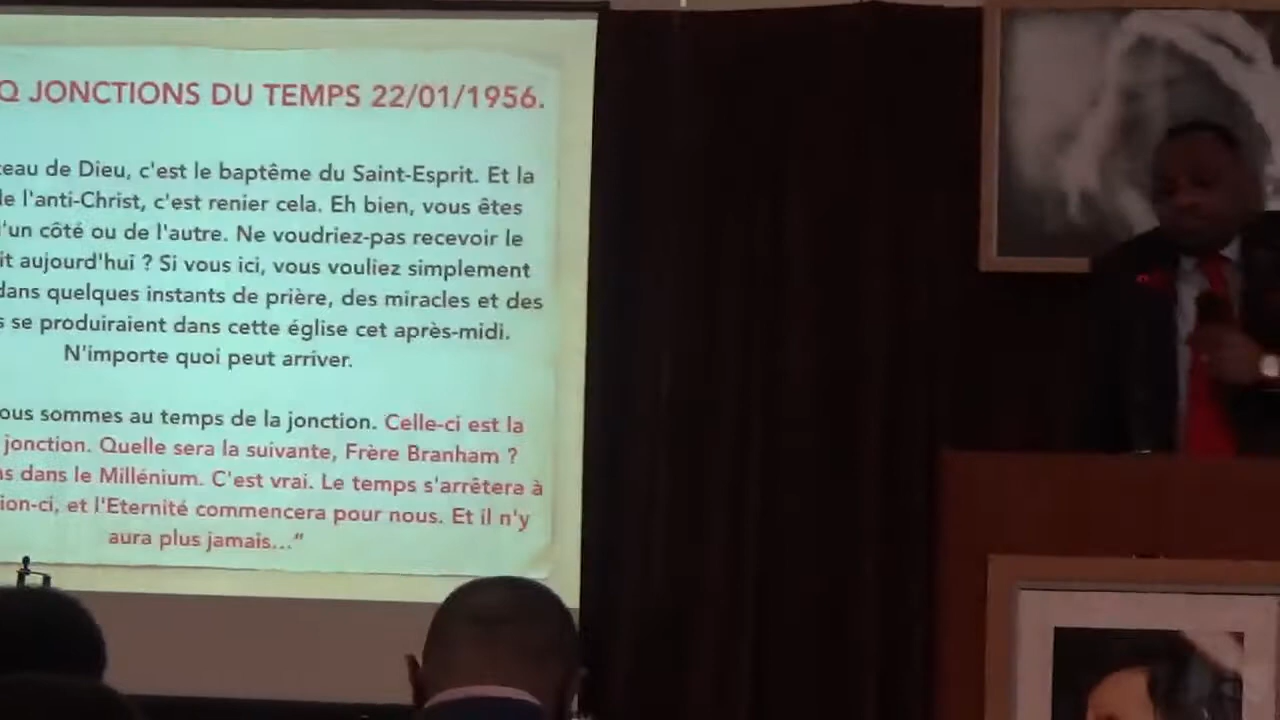 Q JONCTIONS DU TEMPS 22/01/1956.
eau de Dieu, c'est le baptême du Saint-Esprit. Et la
l'anti-Christ, c'est renier cela. Eh bien, vous êtes
'un côté ou de l'autre. Ne voudriez-pas recevoir le
it aujourd'hui ? Si vous ici, vous vouliez simplement
dans quelques instants de prière, des miracles et des
s se produiraient dans cette église cet après-midi.
N'importe quoi peut arriver.
ous sommes au temps de la jonction. Celle-ci est la
jonction. Quelle sera la suivante, Frère Branham ?
s dans le Millénium. C'est vrai. Le temps s'arrêtera à
ion-ci, et l'Eternité commencera pour nous. Et il n'y
aura plus jamais..."